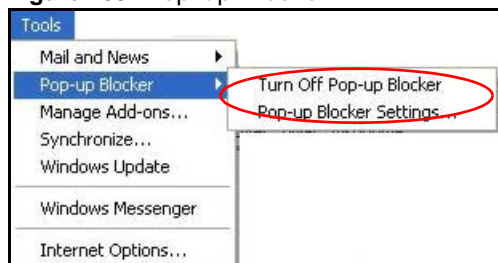 Tools
Mail and News
Pop-up Blocker
Turn Off Pop-up Blocker
Manage Add-ons...
Pop-up Blocker Settings...
Synchronize...
Windows Update
Windows Messenger
Internet Options...